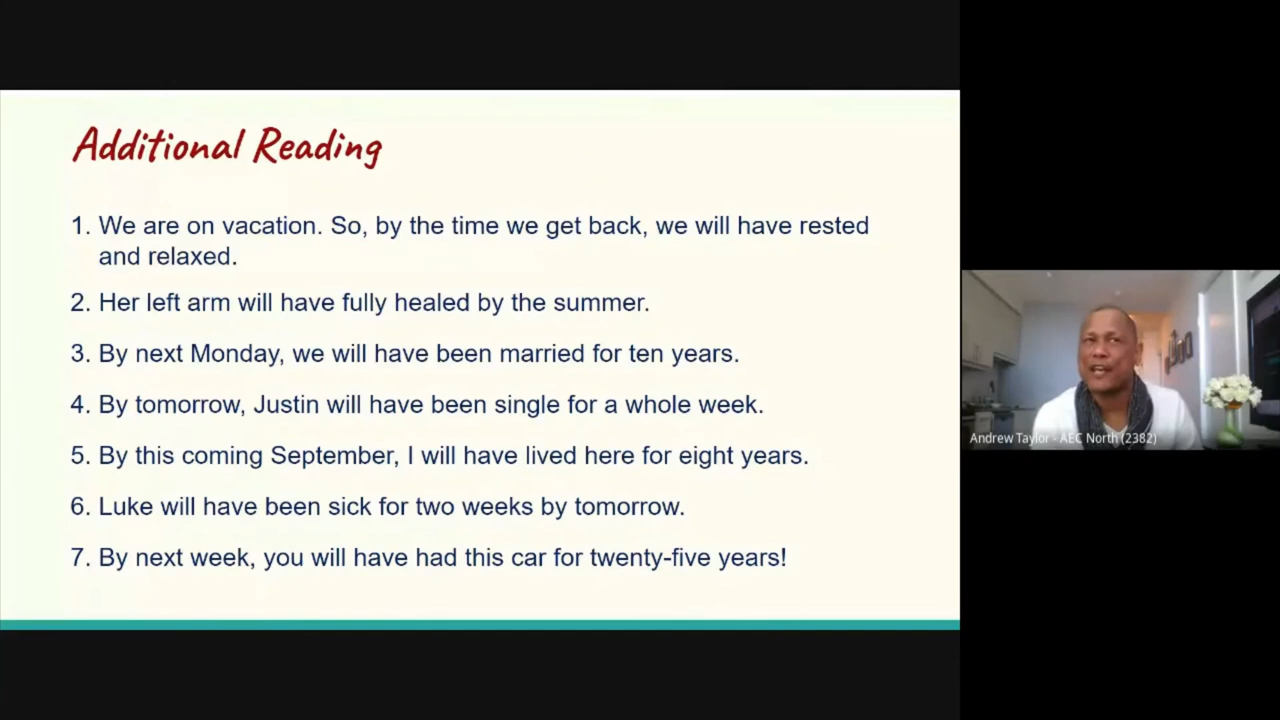 Additional Reading
1. We are on vacation. So, by the time we get back, we will have rested
and relaxed.
2. Her left arm will have fully healed by the summer.
3. By next Monday, we will have been married for ten years.
4. By tomorrow, Justin will have been single for a whole week.
5. By this coming September, I will have lived here for eight years.
6. Luke will have been sick for two weeks by tomorrow.
7. By next week, you will have had this car for twenty-five years!
Andrew Taylor - AEC North (2382)